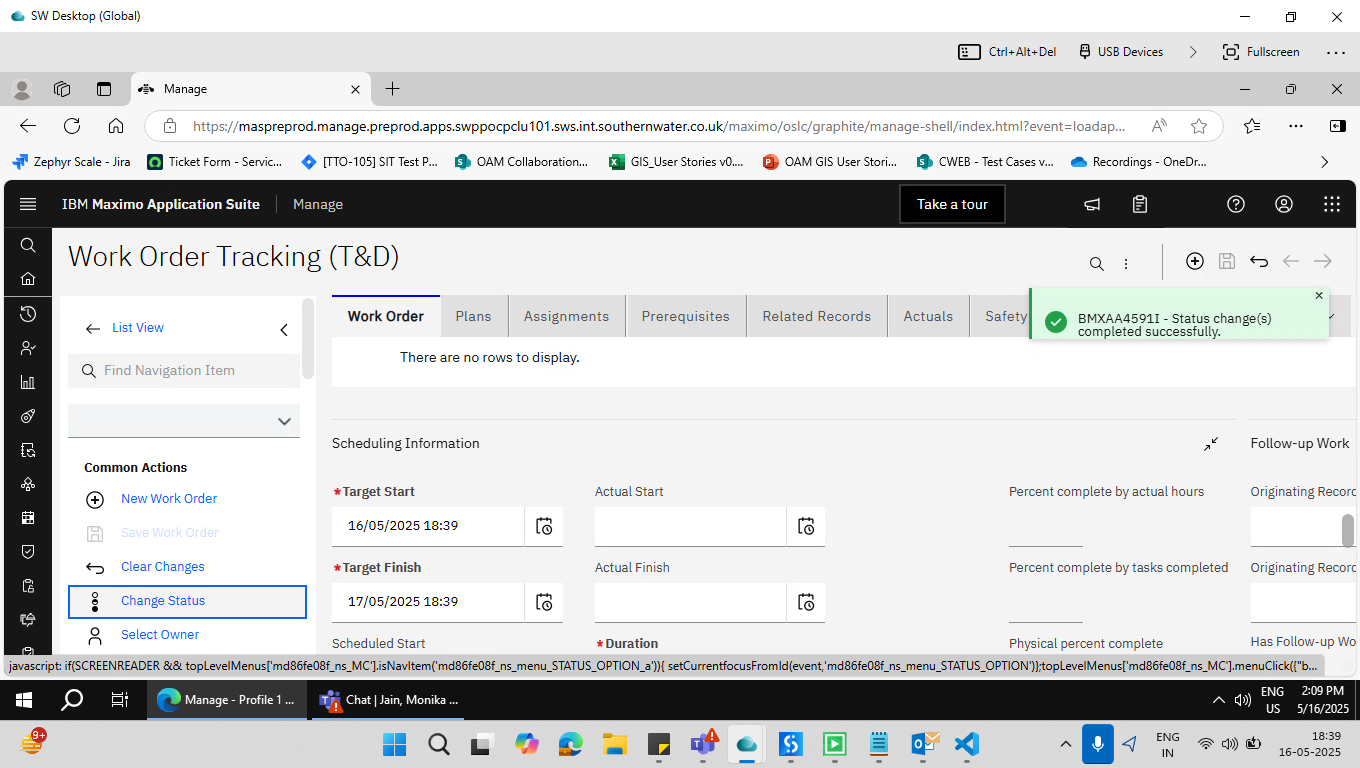 SW Desktop (Global)
Ctrl+Alt+Del USB Devices Fullscreen
Manage
https://maspreprod.manage.preprod.apps.swppocpclu101.sws.int.southernwater.co.uk/maximo/oslc/graphite/manage-shell/index.html?event=loadap...
Zephyr Scale - Jira Ticket Form - Servic... [TTO-105] SIT Test P... OAM Collaboration... GIS_User Stories v0.... OAM GIS User Stori... CWEB - Test Cases v... Recordings - OneDr...
IBM Maximo Application Suite Manage Take a tour
Work Order Tracking (T&D)
List View
Find Navigation Item
Common Actions
New Work Order
Save Work Order
Clear Changes
Change Status
Select Owner
Work Order Plans Assignments Prerequisites Related Records Actuals Safety
BMXAA4591I - Status change(s)
completed successfully.
There are no rows to display.
Scheduling Information Follow-up Work
*Target Start Actual Start Percent complete by actual hours Originating Record
16/05/2025 18:39
*Target Finish Actual Finish Percent complete by tasks completed Originating Record
17/05/2025 18:39
Scheduled Start *Duration Physical percent complete Has Follow-up Wo
javascript: if(SCREENREADER && topLevelMenus['md86fe08f_ns_MC'].isNavItem('md86fe08f_ns_menu_STATUS_OPTION_a')){ setCurrentfocusFromId(event,'md86fe08f_ns_menu_STATUS_OPTION')};topLevelMenus['md86fe08f_ns_MC'].menuClick({"b...
Manage - Profile 1 ... Chat | Jain, Monika ...
ENG
US
2:09 PM
5/16/2025
9+
ENG
IN
18:39
16-05-2025